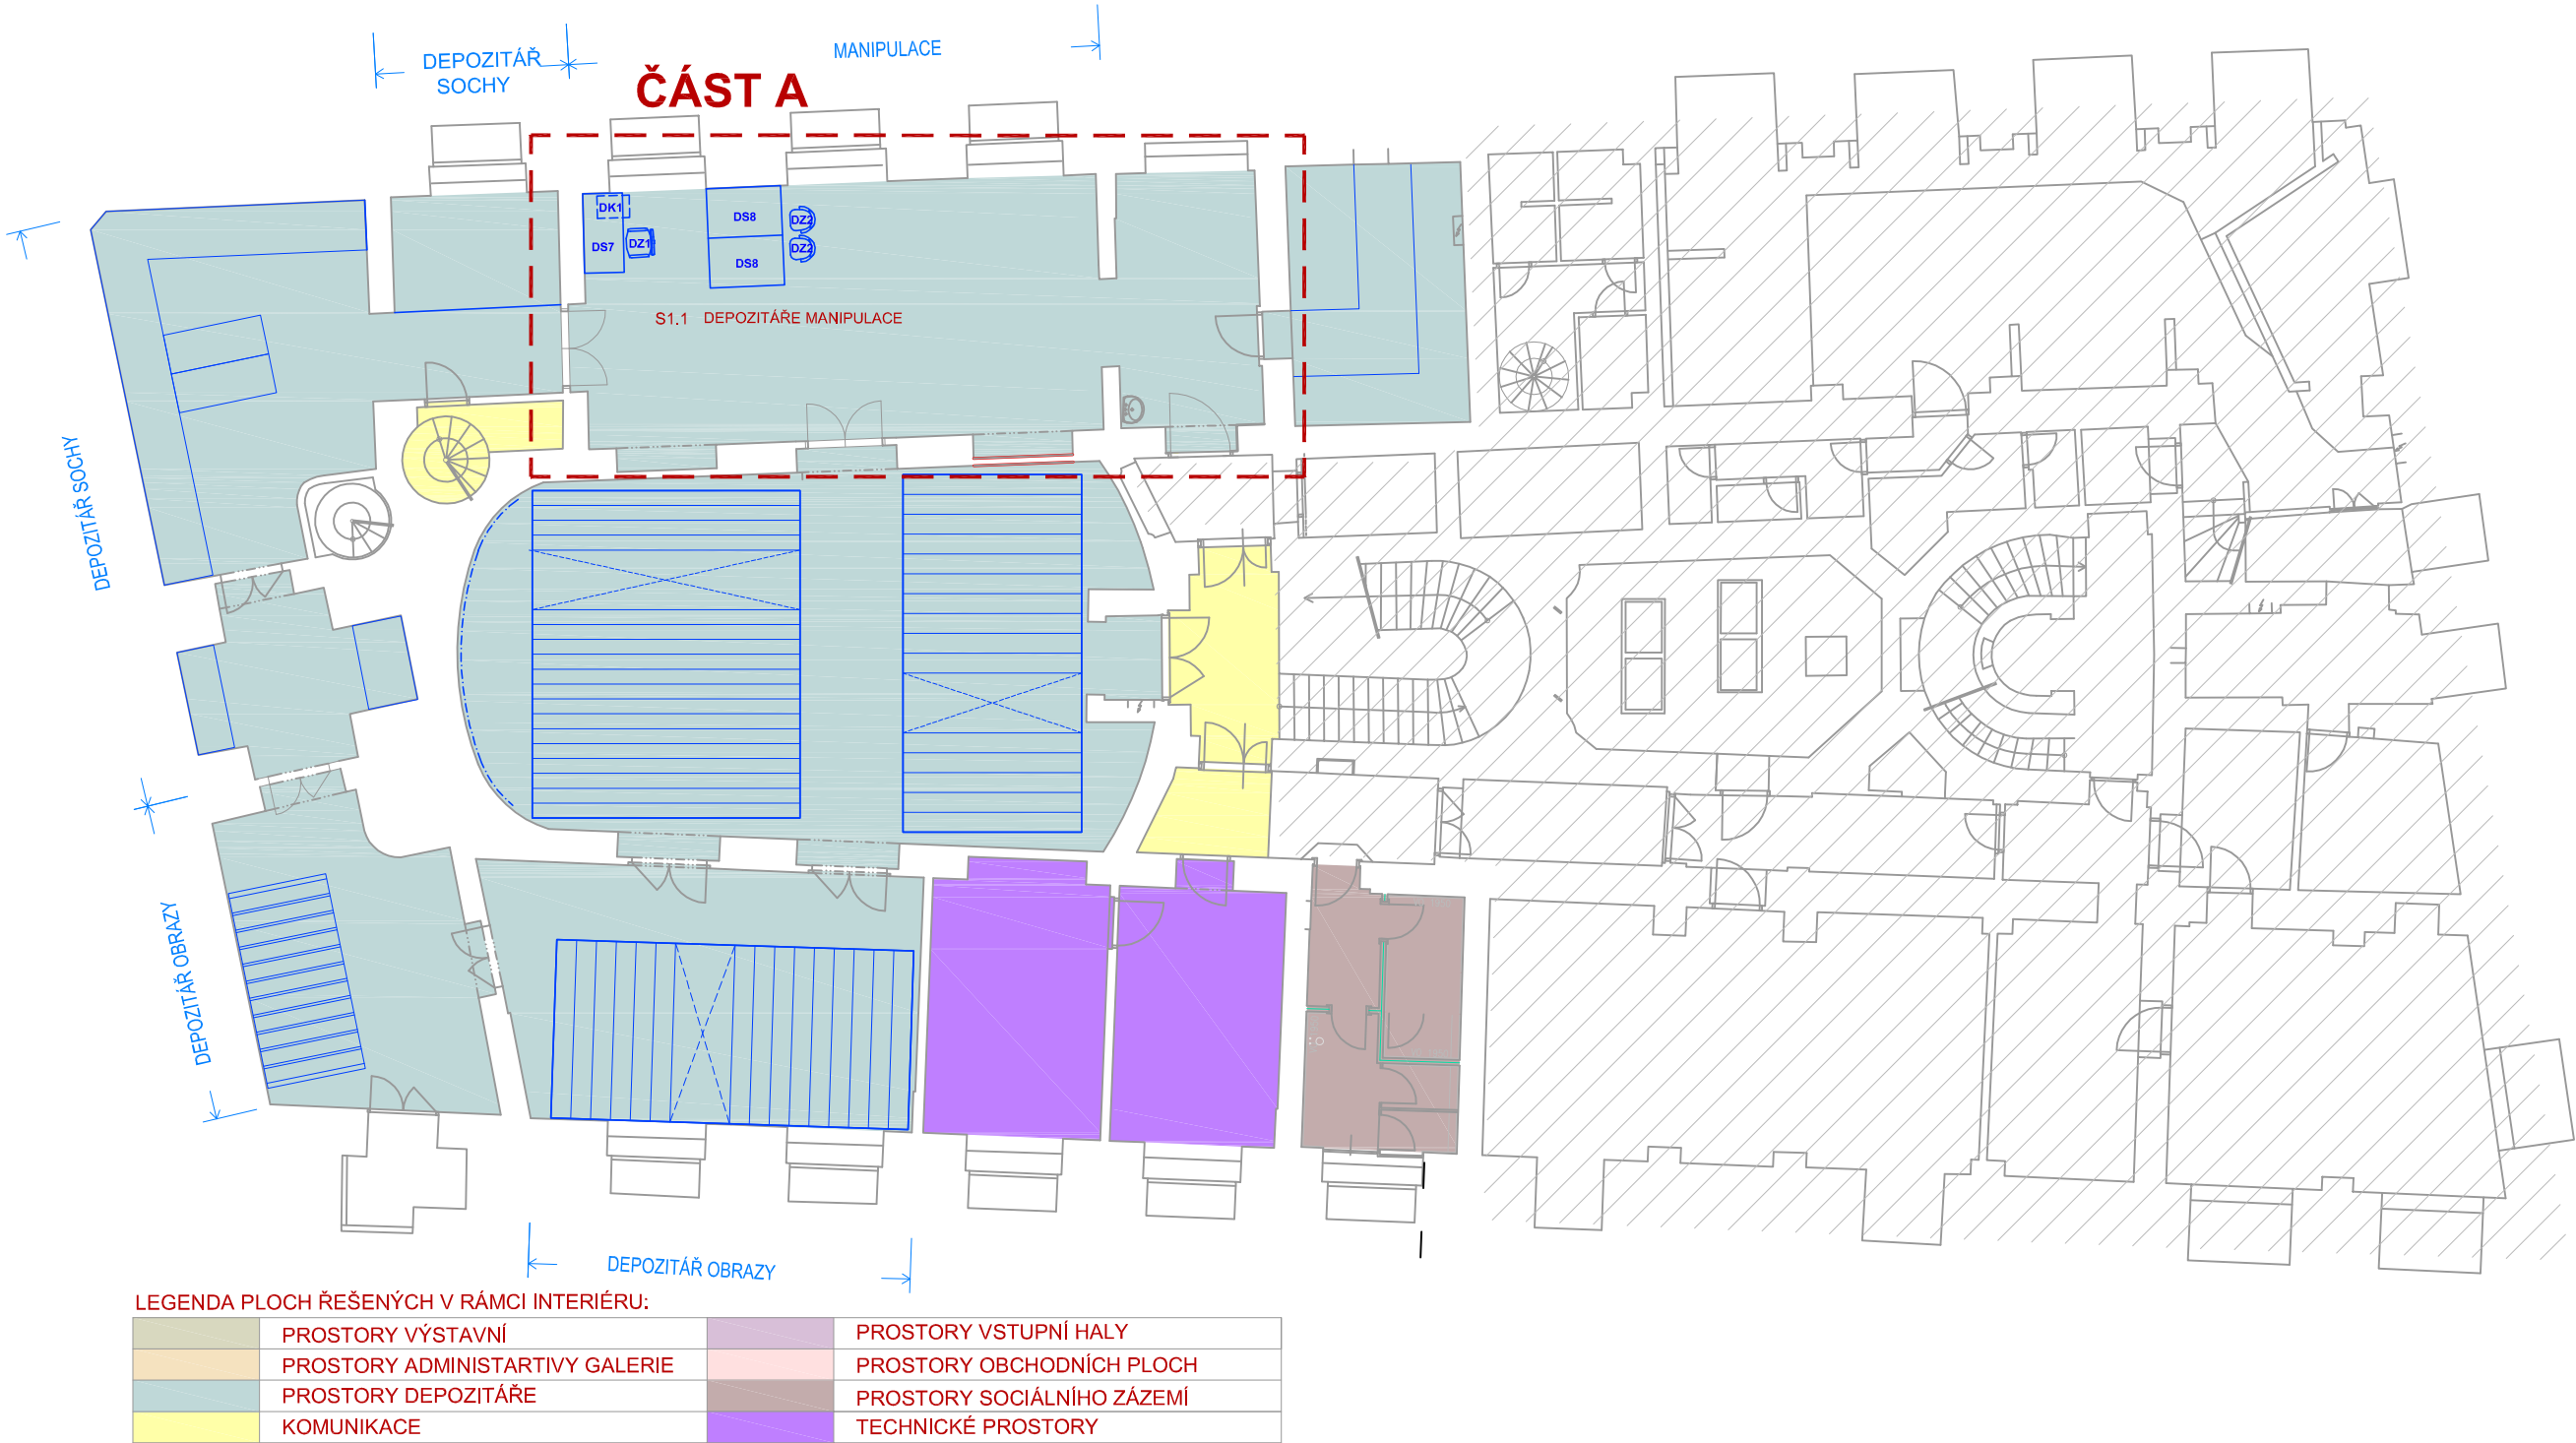 DEPOZITÁŘ
SOCHY
MANIPULACE
ČÁST A
DK1
DS7
DZ1
DS8
DS8
DZ2
DZ2
S1.1 DEPOZITÁŘE MANIPULACE
DEPOZITÁŘ SOCHY
DEPOZITÁŘ OBRAZY
DEPOZITÁŘ OBRAZY
LEGENDA PLOCH ŘEŠENÝCH V RÁMCI INTERIÉRU:
PROSTORY VÝSTAVNÍ
PROSTORY ADMINISTARTIVY GALERIE
PROSTORY DEPOZITÁŘE
KOMUNIKACE
PROSTORY VSTUPNÍ HALY
PROSTORY OBCHODNÍCH PLOCH
PROSTORY SOCIÁLNÍHO ZÁZEMÍ
TECHNICKÉ PROSTORY